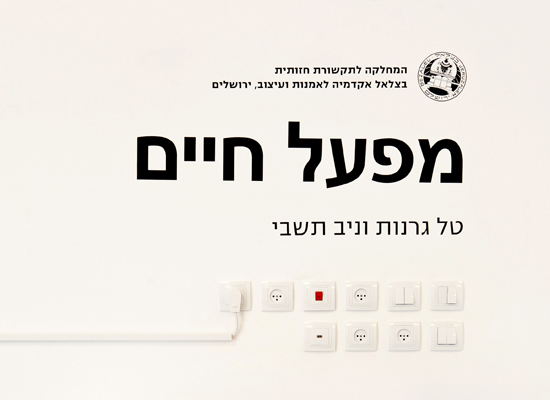 המחלקה לתקשורת חזותית
בצלאל אקדמיה לאמנות ועיצוב, ירושלים
מפעל חיים
טל גרנות וניב תשבי